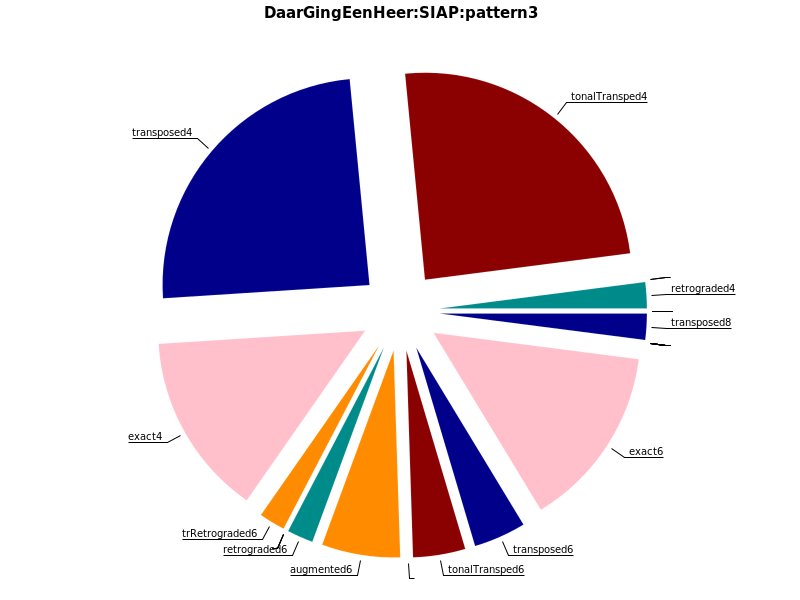 DaarGingEenHeer:SIAP:pattern3
tonalTransped4
transposed4
retrograded4
transposed8
exact4
exact6
trRetrograded6
retrograded6
transposed6
augmented6
tonalTransped6